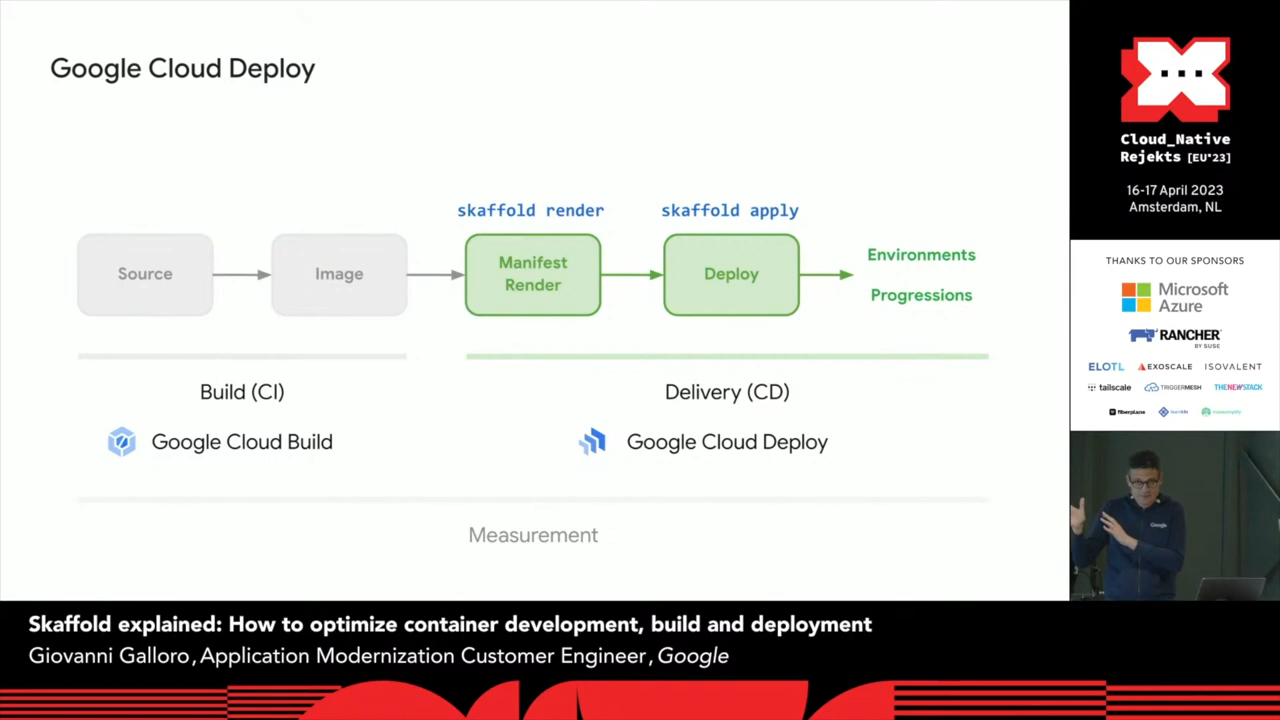 Google Cloud Deploy
skaffold render
skaffold apply
Source
Image
Manifest
Render
Deploy
Environments
Progressions
Build (CI)
Delivery (CD)
Google Cloud Build
Google Cloud Deploy
Measurement
Cloud_Native
Rejekts [EU'23]
16-17 April 2023
Amsterdam, NL
THANKS TO OUR SPONSORS
Microsoft
Azure
RANCHER
BY SUSE
ELOTL
EXOSCALE
ISOVALENT
tailscale
TRIGGERMESH
THENEWSTACK
fiberplane
Google
Skaffold explained: How to optimize container development, build and deployment
Giovanni Galloro, Application Modernization Customer Engineer, Google